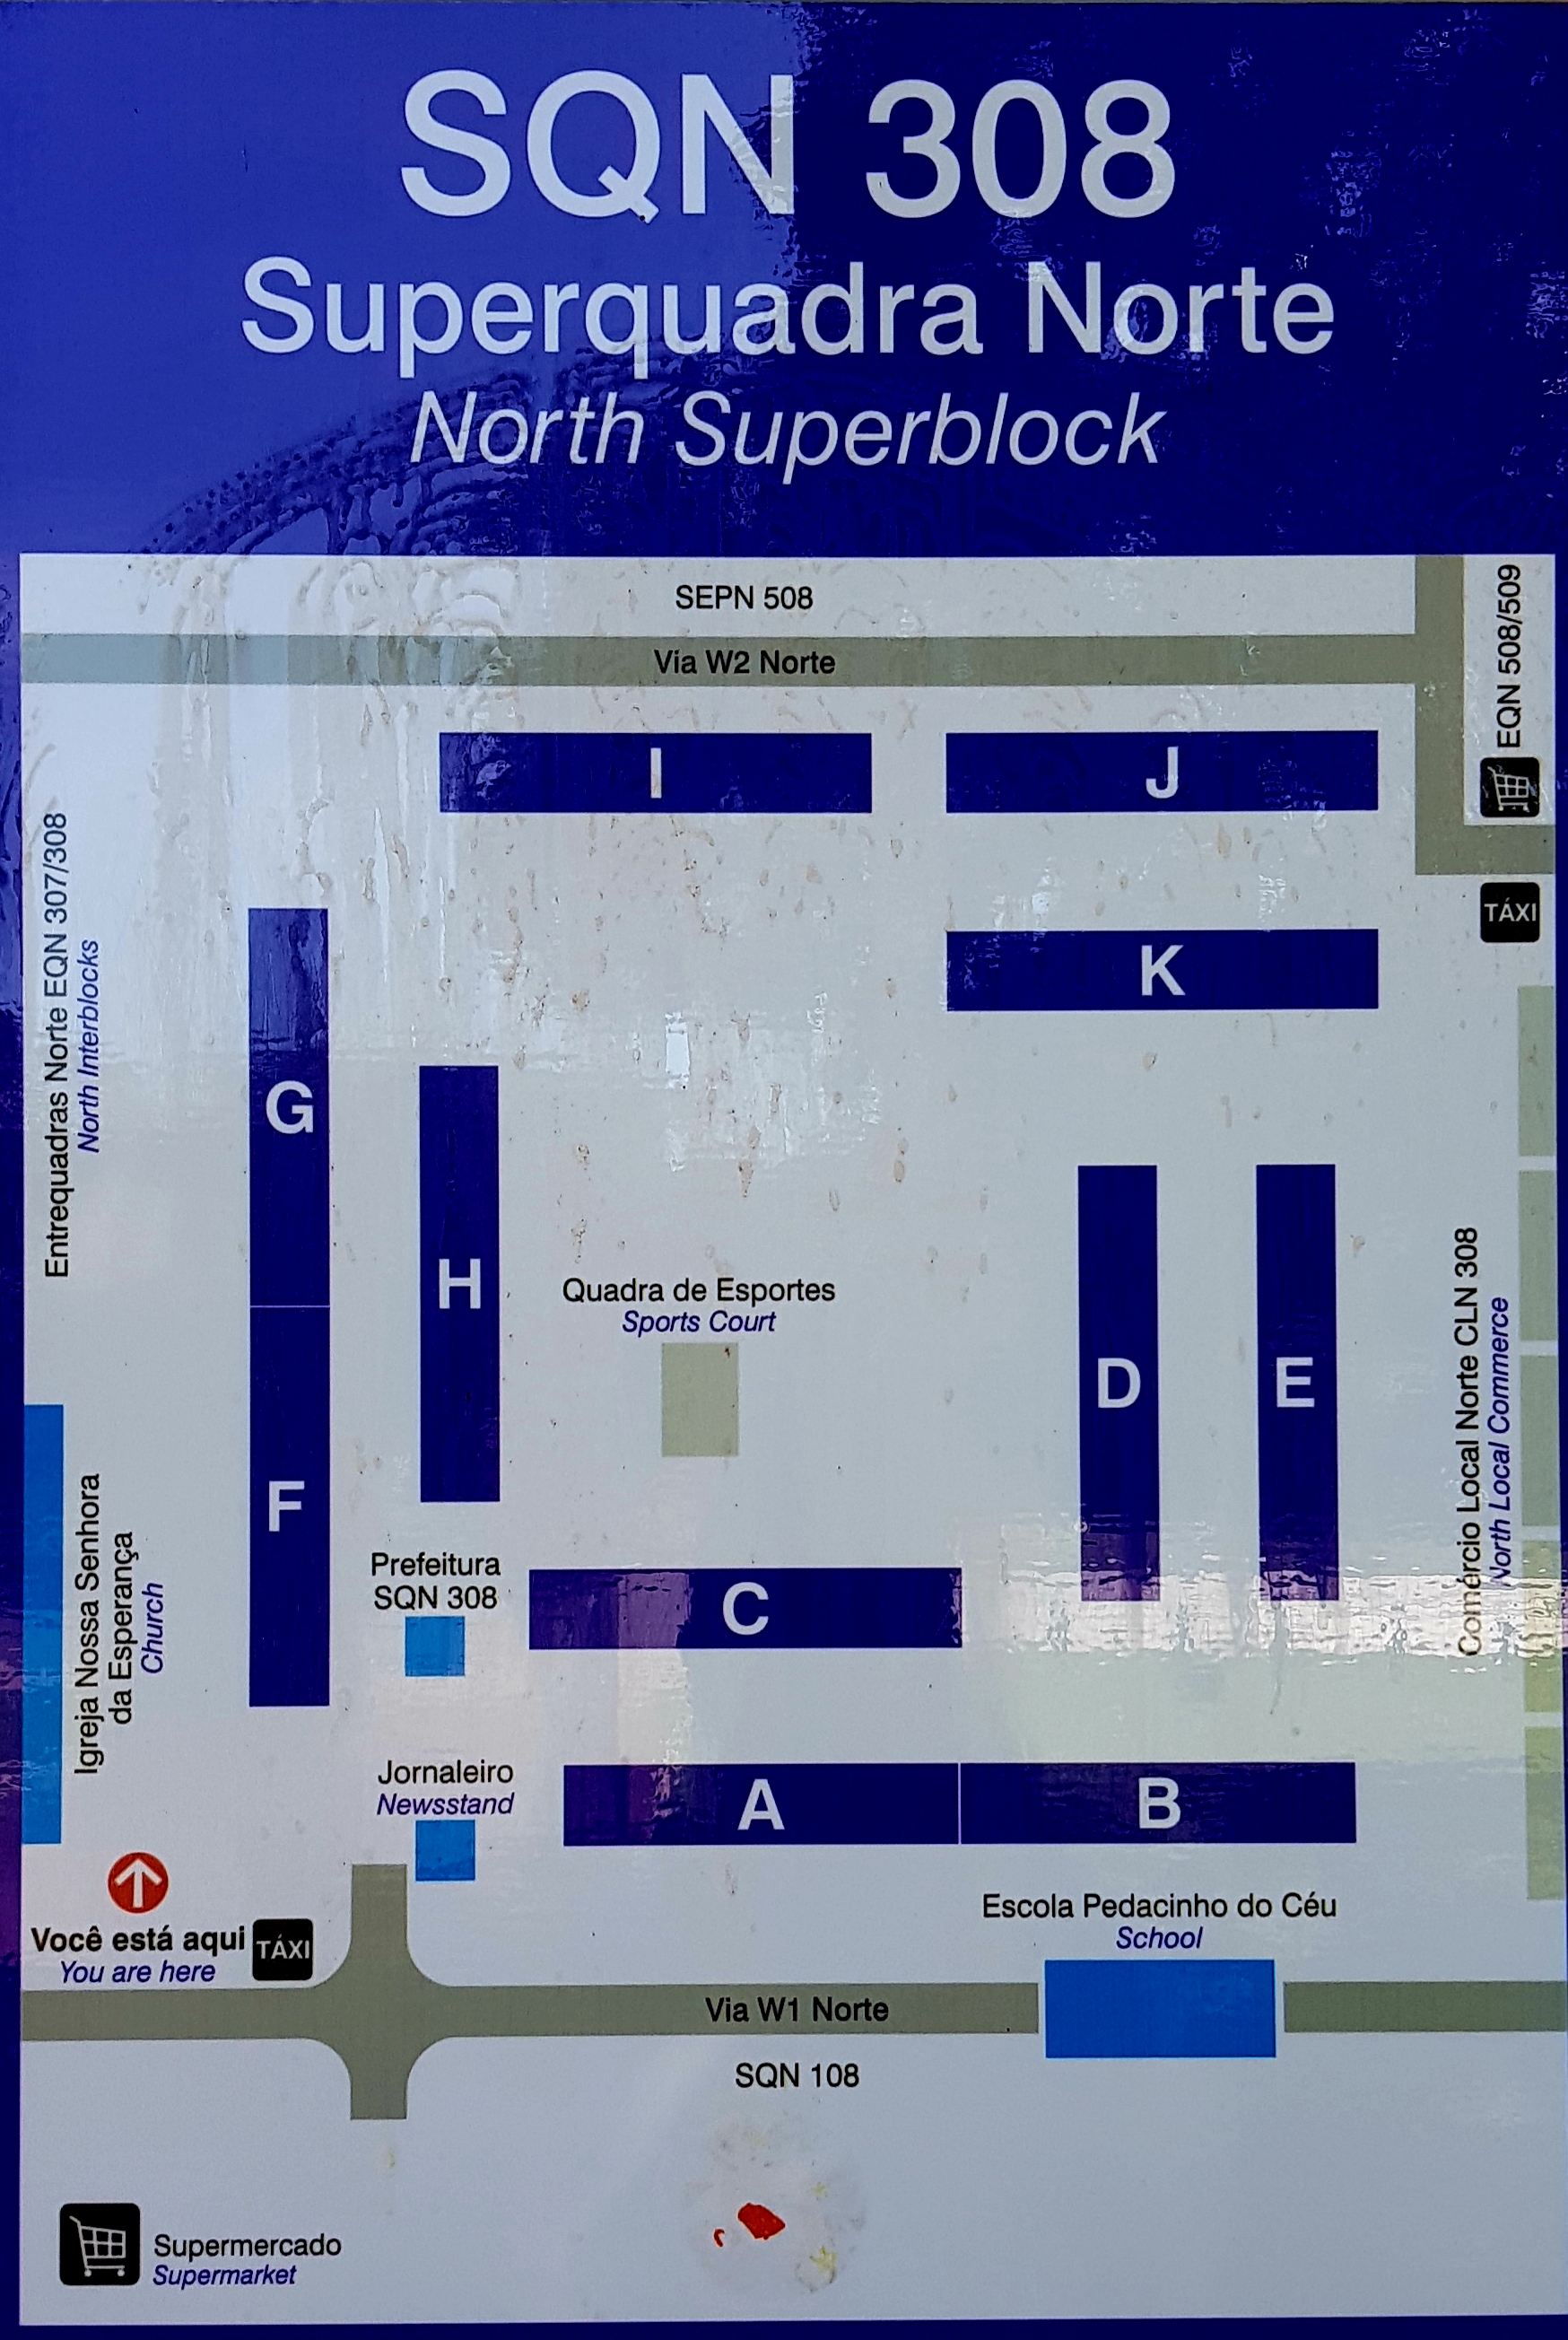 SQN 308
Superquadra Norte
North Superblock
SEPN 508
Via W2 Norte
EQN 508/509
I
J
TÁXI
K
Entrequadras Norte EQN 307/308
North Interblocks
G
H
Quadra de Esportes
Sports Court
D
E
Comércio Local Norte CLN 308
North Local Commerce
F
Igreja Nossa Senhora
da Esperança
Church
Prefeitura
SQN 308
C
Jornaleiro
Newsstand
A
B
Escola Pedacinho do Céu
School
Você está aqui
You are here
TÁXI
Via W1 Norte
SQN 108
Supermercado
Supermarket